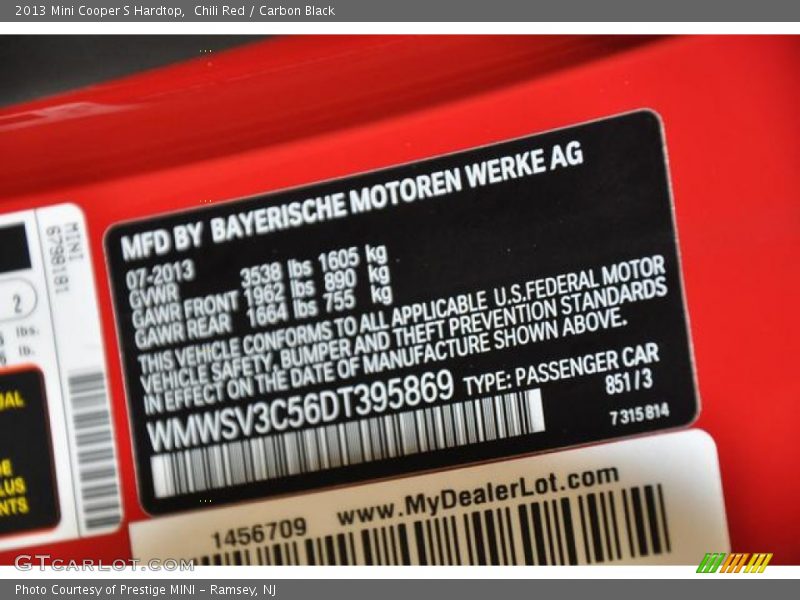 2013 Mini Cooper S Hardtop, Chili Red / Carbon Black
MFD BY BAYERISCHE MOTOREN WERKE AG
07-2013
GVWR 3538 lbs 1605 kg
GAWR FRONT 1962 lbs 890 kg
GAWR REAR 1664 lbs 755 kg
THIS VEHICLE CONFORMS TO ALL APPLICABLE U.S.FEDERAL MOTOR
VEHICLE SAFETY, BUMPER AND THEFT PREVENTION STANDARDS
IN EFFECT ON THE DATE OF MANUFACTURE SHOWN ABOVE.
WMWSV3C56DT395869 TYPE: PASSENGER CAR
851/3
7315814
MINI
6798181
2
lbs.
lb.
1456709 www.MyDealerLot.com
GTCARLOT.COM
Photo Courtesy of Prestige MINI - Ramsey, NJ